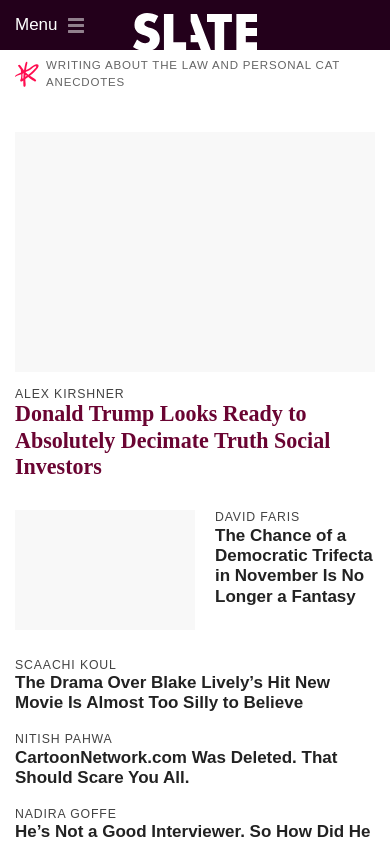 Menu
SLATE
WRITING ABOUT THE LAW AND PERSONAL CAT
ANECDOTES
ALEX KIRSHNER
Donald Trump Looks Ready to
Absolutely Decimate Truth Social
Investors
DAVID FARIS
The Chance of a
Democratic Trifecta
in November Is No
Longer a Fantasy
SCAACHI KOUL
The Drama Over Blake Lively’s Hit New
Movie Is Almost Too Silly to Believe
NITISH PAHWA
CartoonNetwork.com Was Deleted. That
Should Scare You All.
NADIRA GOFFE
He’s Not a Good Interviewer. So How Did He